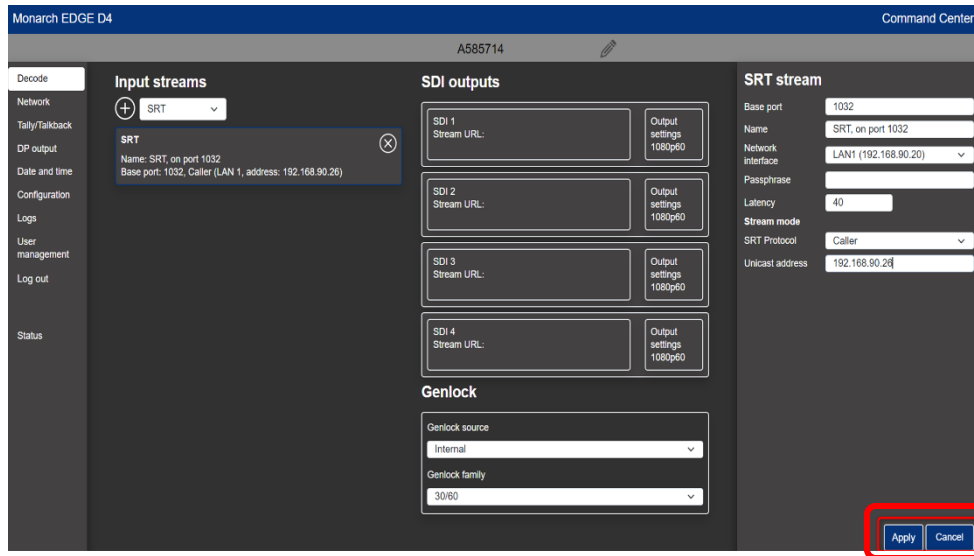 Monarch EDGE D4
Command Center
A585714
Decode
Network
Tally/Talkback
DP output
Date and time
Configuration
Logs
User
management
Log out
Status
Input streams
SRT
SRT
Name: SRT, on port 1032
Base port: 1032, Caller (LAN 1, address: 192.168.90.26)
SDI outputs
SDI 1
Stream URL:
Output
settings
1080p60
SDI 2
Stream URL:
Output
settings
1080p60
SDI 3
Stream URL:
Output
settings
1080p60
SDI 4
Stream URL:
Output
settings
1080p60
Genlock
Genlock source
Internal
Genlock family
30/60
SRT stream
Base port 1032
Name SRT, on port 1032
Network
interface LAN1 (192.168.90.20)
Passphrase
Latency 40
Stream mode
SRT Protocol Caller
Unicast address 192.168.90.26
Apply Cancel